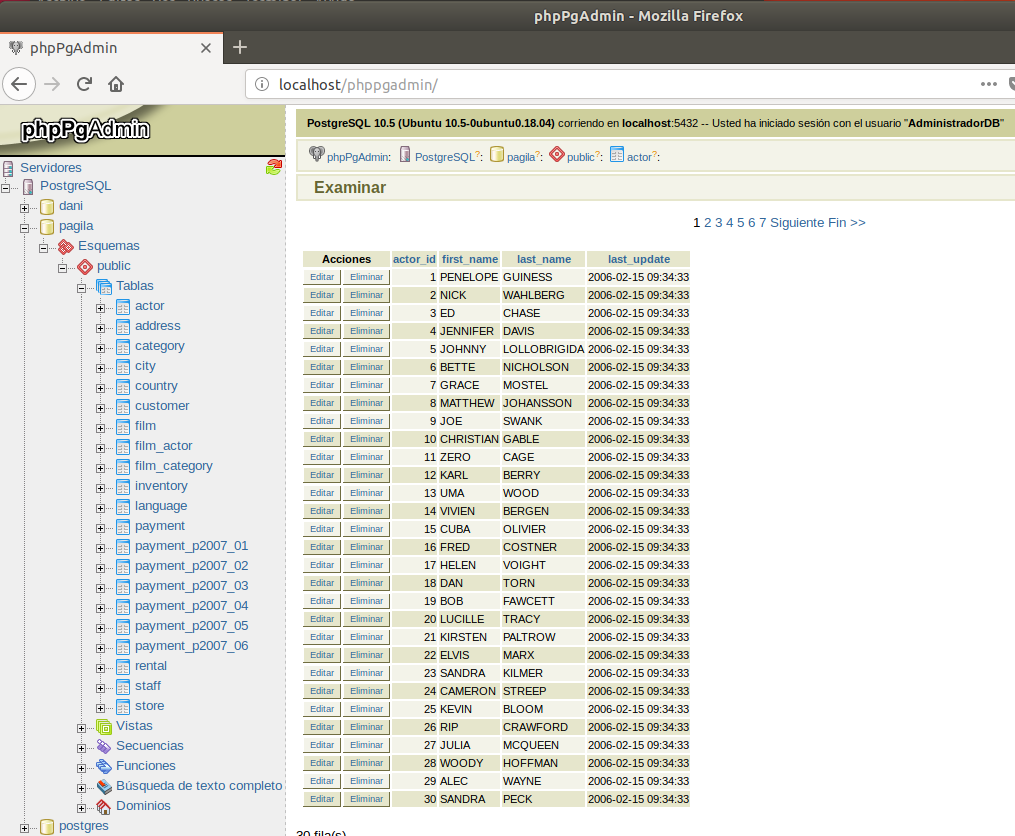 phpPgAdmin - Mozilla Firefox
phpPgAdmin
localhost/phppgadmin/
phpPgAdmin
Servidores
PostgreSQL
dani
pagila
Esquemas
public
Tablas
actor
address
category
city
country
customer
film
film_actor
film_category
inventory
language
payment
payment_p2007_01
payment_p2007_02
payment_p2007_03
payment_p2007_04
payment_p2007_05
payment_p2007_06
rental
staff
store
Vistas
Secuencias
Funciones
Búsqueda de texto completo
Dominios
postgres
PostgreSQL 10.5 (Ubuntu 10.5-0ubuntu0.18.04) corriendo en localhost:5432 -- Usted ha iniciado sesión con el usuario "AdministradorDB"
phpPgAdmin: PostgreSQL?: pagila?: public?: actor?:
Examinar
1 2 3 4 5 6 7 Siguiente Fin >>
Acciones actor_id first_name last_name last_update
Editar Eliminar 1 PENELOPE GUINESS 2006-02-15 09:34:33
Editar Eliminar 2 NICK WAHLBERG 2006-02-15 09:34:33
Editar Eliminar 3 ED CHASE 2006-02-15 09:34:33
Editar Eliminar 4 JENNIFER DAVIS 2006-02-15 09:34:33
Editar Eliminar 5 JOHNNY LOLLOBRIGIDA 2006-02-15 09:34:33
Editar Eliminar 6 BETTE NICHOLSON 2006-02-15 09:34:33
Editar Eliminar 7 GRACE MOSTEL 2006-02-15 09:34:33
Editar Eliminar 8 MATTHEW JOHANSSON 2006-02-15 09:34:33
Editar Eliminar 9 JOE SWANK 2006-02-15 09:34:33
Editar Eliminar 10 CHRISTIAN GABLE 2006-02-15 09:34:33
Editar Eliminar 11 ZERO CAGE 2006-02-15 09:34:33
Editar Eliminar 12 KARL BERRY 2006-02-15 09:34:33
Editar Eliminar 13 UMA WOOD 2006-02-15 09:34:33
Editar Eliminar 14 VIVIEN BERGEN 2006-02-15 09:34:33
Editar Eliminar 15 CUBA OLIVIER 2006-02-15 09:34:33
Editar Eliminar 16 FRED COSTNER 2006-02-15 09:34:33
Editar Eliminar 17 HELEN VOIGHT 2006-02-15 09:34:33
Editar Eliminar 18 DAN TORN 2006-02-15 09:34:33
Editar Eliminar 19 BOB FAWCETT 2006-02-15 09:34:33
Editar Eliminar 20 LUCILLE TRACY 2006-02-15 09:34:33
Editar Eliminar 21 KIRSTEN PALTROW 2006-02-15 09:34:33
Editar Eliminar 22 ELVIS MARX 2006-02-15 09:34:33
Editar Eliminar 23 SANDRA KILMER 2006-02-15 09:34:33
Editar Eliminar 24 CAMERON STREEP 2006-02-15 09:34:33
Editar Eliminar 25 KEVIN BLOOM 2006-02-15 09:34:33
Editar Eliminar 26 RIP CRAWFORD 2006-02-15 09:34:33
Editar Eliminar 27 JULIA MCQUEEN 2006-02-15 09:34:33
Editar Eliminar 28 WOODY HOFFMAN 2006-02-15 09:34:33
Editar Eliminar 29 ALEC WAYNE 2006-02-15 09:34:33
Editar Eliminar 30 SANDRA PECK 2006-02-15 09:34:33
30 fila(s)